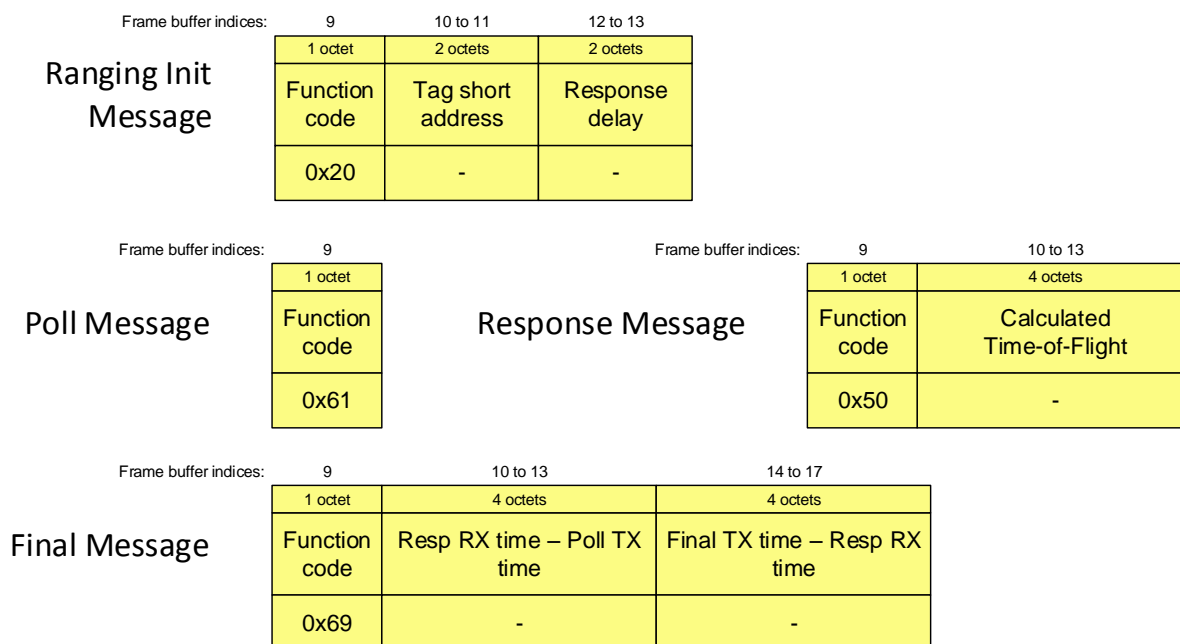 Frame buffer indices: 9 10 to 11 12 to 13
1 octet 2 octets 2 octets
Ranging Init
Message
Function
code
Tag short
address
Response
delay
0x20 - -
Frame buffer indices: 9
1 octet
Poll Message
Function
code
0x61
Frame buffer indices: 9 10 to 13
1 octet 4 octets
Response Message
Function
code
Calculated
Time-of-Flight
0x50 -
Frame buffer indices: 9 10 to 13 14 to 17
1 octet 4 octets 4 octets
Final Message
Function
code
Resp RX time – Poll TX
time
Final TX time – Resp RX
time
0x69 - -